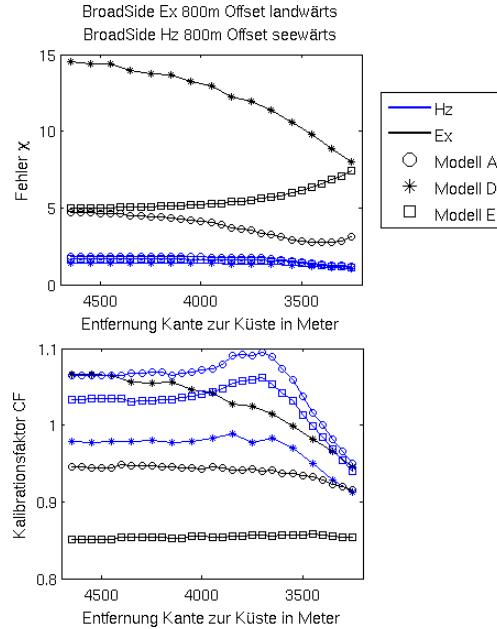 BroadSide Ex 800m Offset landwärts
BroadSide Hz 800m Offset seewärts
15
10
5
0
Fehler χ
4500 4000 3500
Entfernung Kante zur Küste in Meter
Hz
Ex
Modell A
Modell D
Modell E
1.1
1
0.9
0.8
Kalibrationsfaktor CF
4500 4000 3500
Entfernung Kante zur Küste in Meter